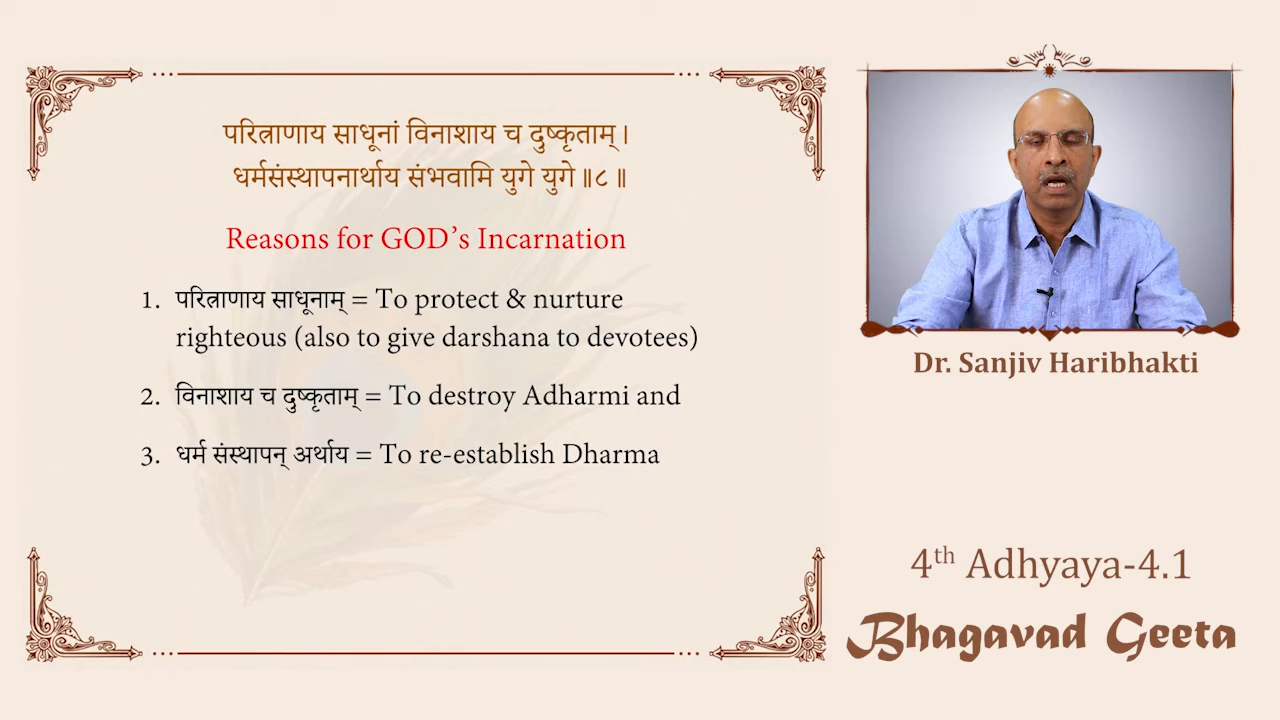 परित्राणाय साधूनां विनाशाय च दुष्कृताम् ।
धर्मसंस्थापनार्थाय संभवामि युगे युगे ॥८॥
Reasons for GOD's Incarnation
1. परित्राणाय साधूनाम् = To protect & nurture
righteous (also to give darshana to devotees)
2. विनाशाय च दुष्कृताम् = To destroy Adharmi and
3. धर्म संस्थापन् अर्थाय = To re-establish Dharma
Dr. Sanjiv Haribhakti
4th Adhyaya-4.1
Bhagavad Geeta